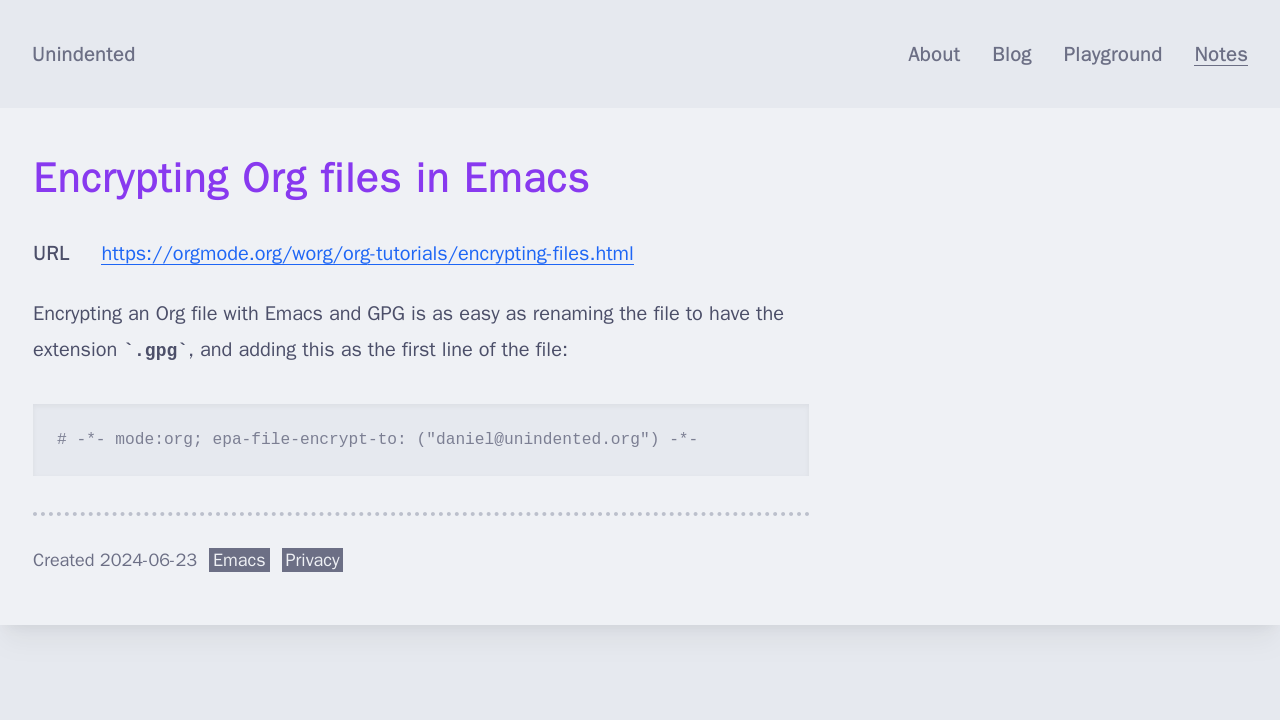 Unindented
About Blog Playground Notes
Encrypting Org files in Emacs
URL https://orgmode.org/worg/org-tutorials/encrypting-files.html
Encrypting an Org file with Emacs and GPG is as easy as renaming the file to have the
extension `.gpg`, and adding this as the first line of the file:
# -*- mode:org; epa-file-encrypt-to: ("daniel@unindented.org") -*-
Created 2024-06-23 Emacs Privacy